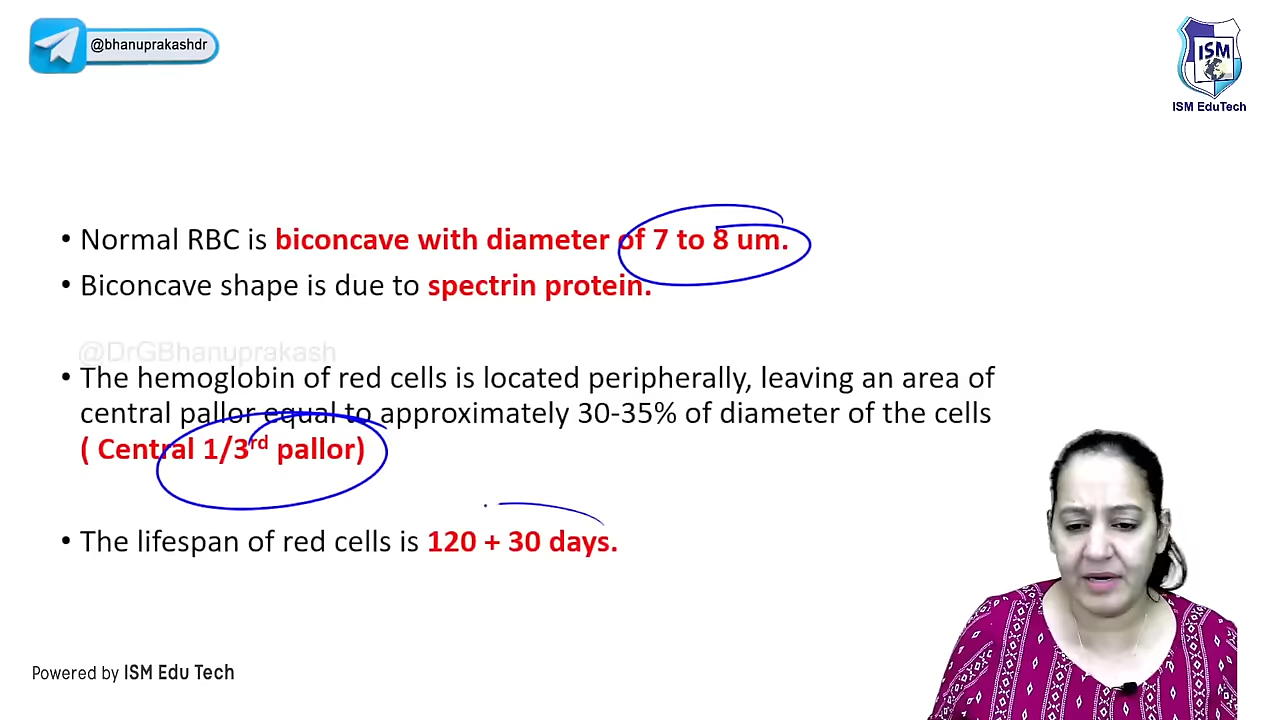 @bhanuprakashdr
ISM
ISM EduTech
• Normal RBC is biconcave with diameter of 7 to 8 um.
• Biconcave shape is due to spectrin protein.
@DrGBhanuprakash
• The hemoglobin of red cells is located peripherally, leaving an area of
central pallor equal to approximately 30-35% of diameter of the cells
( Central 1/3rd pallor)
• The lifespan of red cells is 120 + 30 days.
Powered by ISM Edu Tech